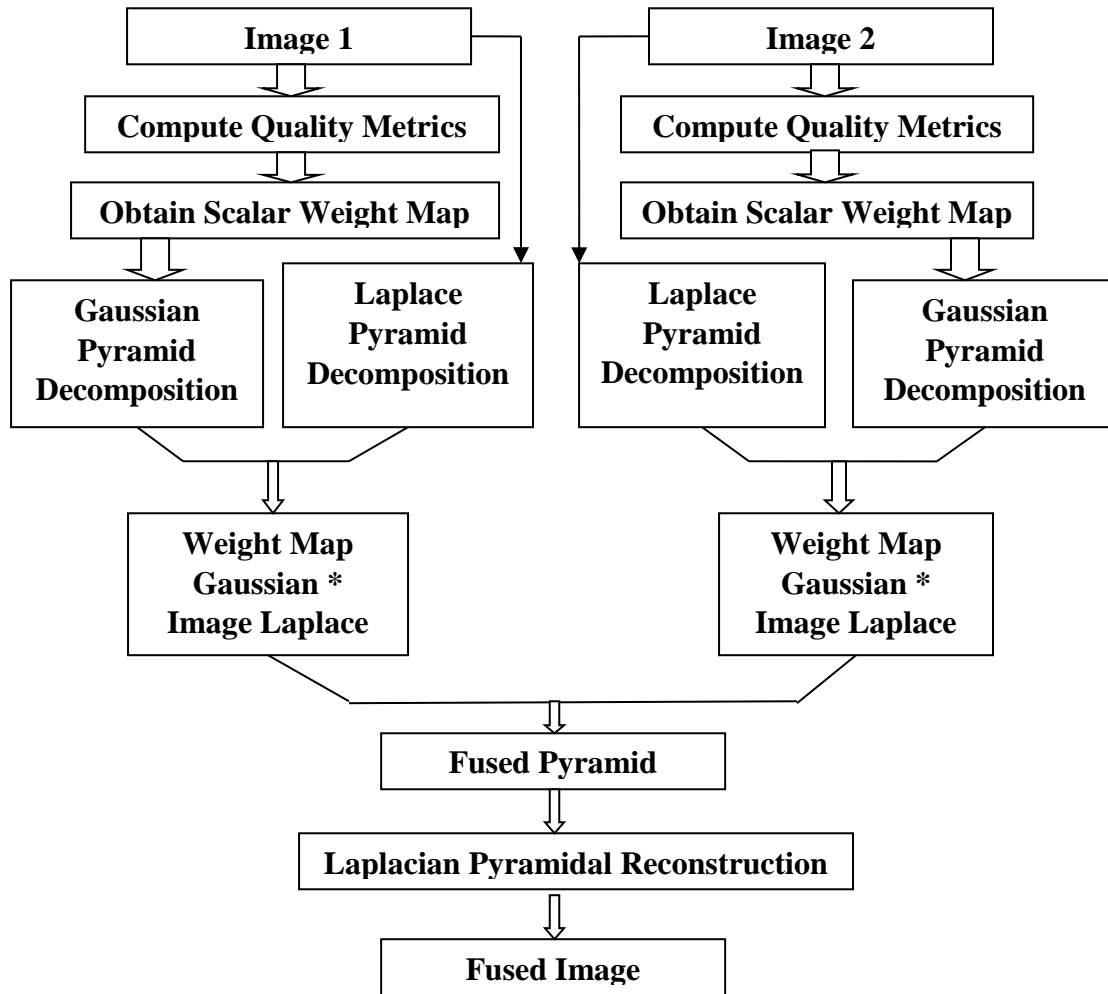 Image 1
Image 2
Compute Quality Metrics
Compute Quality Metrics
Obtain Scalar Weight Map
Obtain Scalar Weight Map
Gaussian
Pyramid
Decomposition
Laplace
Pyramid
Decomposition
Laplace
Pyramid
Decomposition
Gaussian
Pyramid
Decomposition
Weight Map
Gaussian *
Image Laplace
Weight Map
Gaussian *
Image Laplace
Fused Pyramid
Laplacian Pyramidal Reconstruction
Fused Image